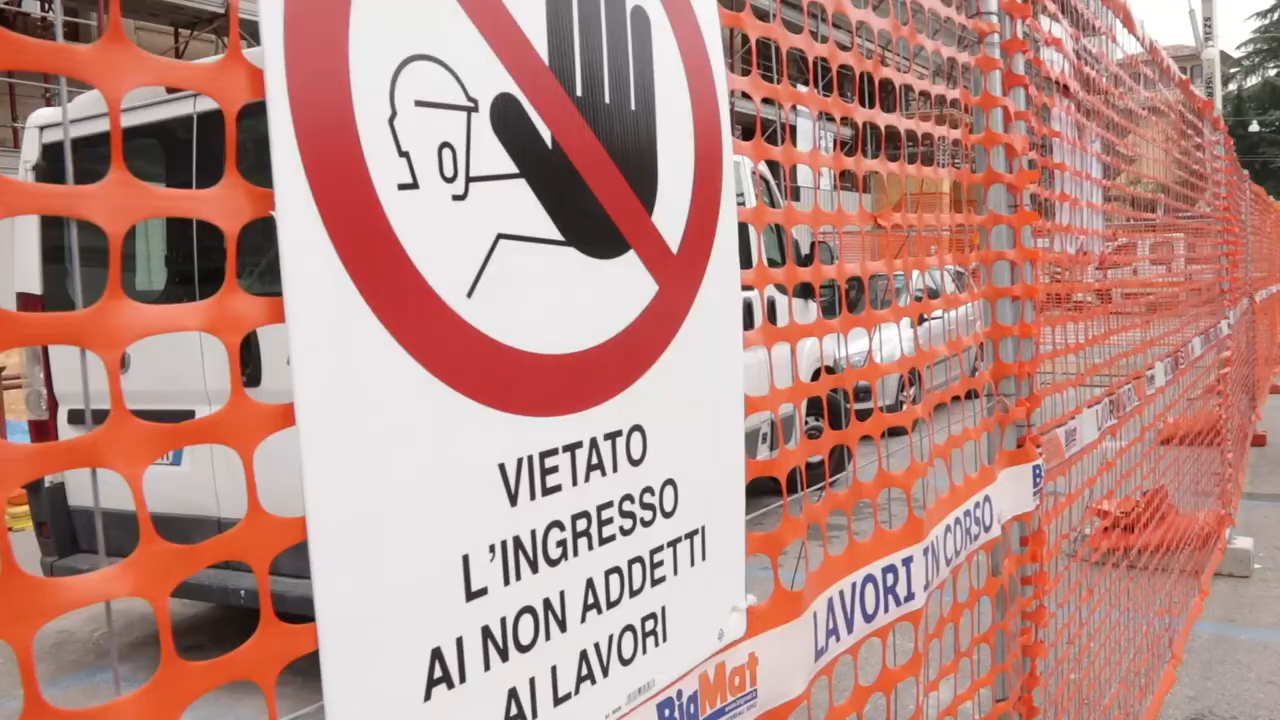 VIETATO
L'INGRESSO
AI NON ADDETTI
AI LAVORI
BigMat
LAVORI IN CORSO